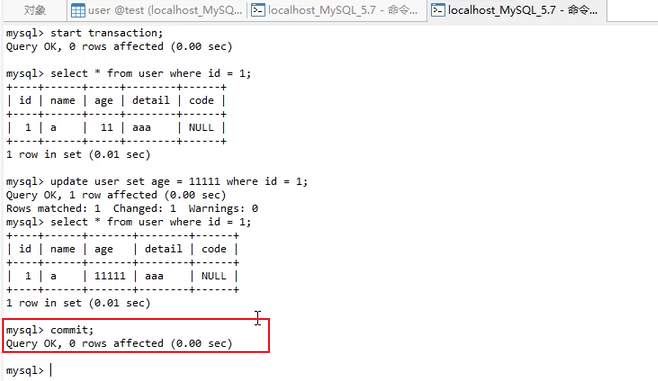 对象 user @test (localhost_MySQ... localhost_MySQL_5.7 - 命令... localhost_MySQL_5.7 - 命令...
mysql> start transaction;
Query OK, 0 rows affected (0.00 sec)
mysql> select * from user where id = 1;
+----+------+-----+--------+------+
| id | name | age | detail | code |
+----+------+-----+--------+------+
| 1 | a | 11 | aaa | NULL |
+----+------+-----+--------+------+
1 row in set (0.01 sec)
mysql> update user set age = 11111 where id = 1;
Query OK, 1 row affected (0.00 sec)
Rows matched: 1 Changed: 1 Warnings: 0
mysql> select * from user where id = 1;
+----+------+-------+--------+------+
| id | name | age | detail | code |
+----+------+-------+--------+------+
| 1 | a | 11111 | aaa | NULL |
+----+------+-------+--------+------+
1 row in set (0.01 sec)
mysql> commit;
Query OK, 0 rows affected (0.00 sec)
mysql>